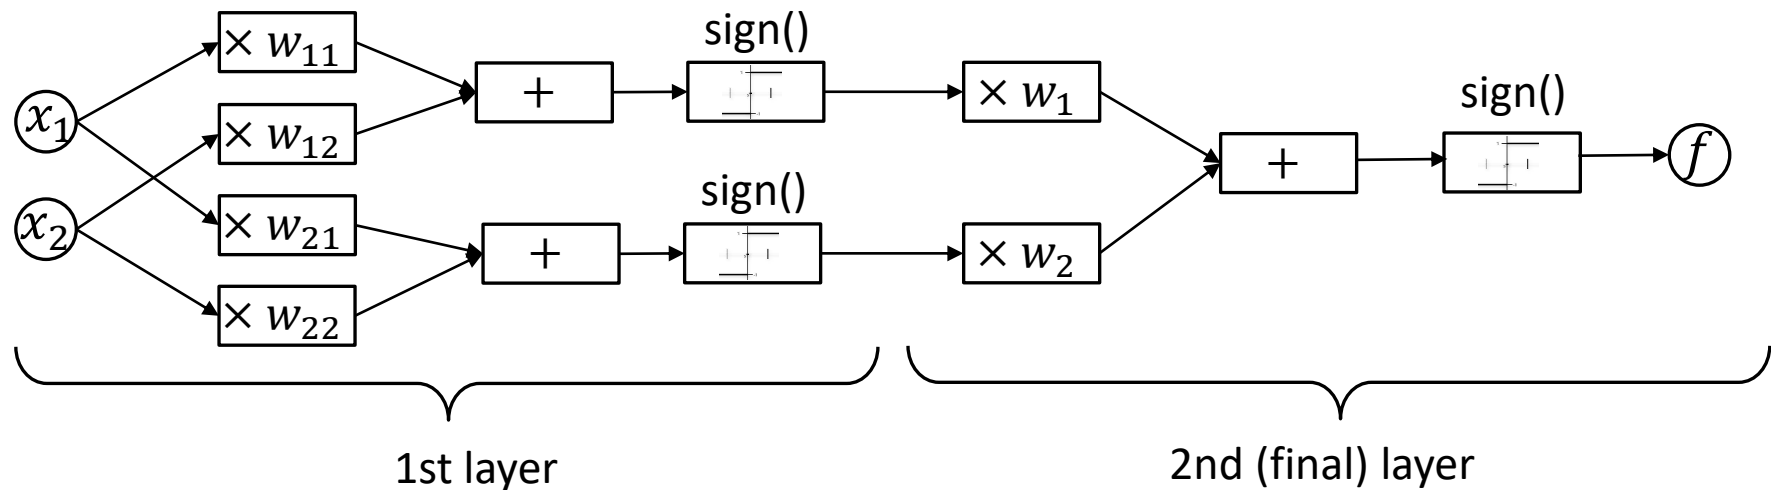 sign()
× w₁₁
x₁
× w₁₂
+
× w₁
sign()
+
f
sign()
x₂
× w₂₁
+
× w₂
× w₂₂
1st layer
2nd (final) layer